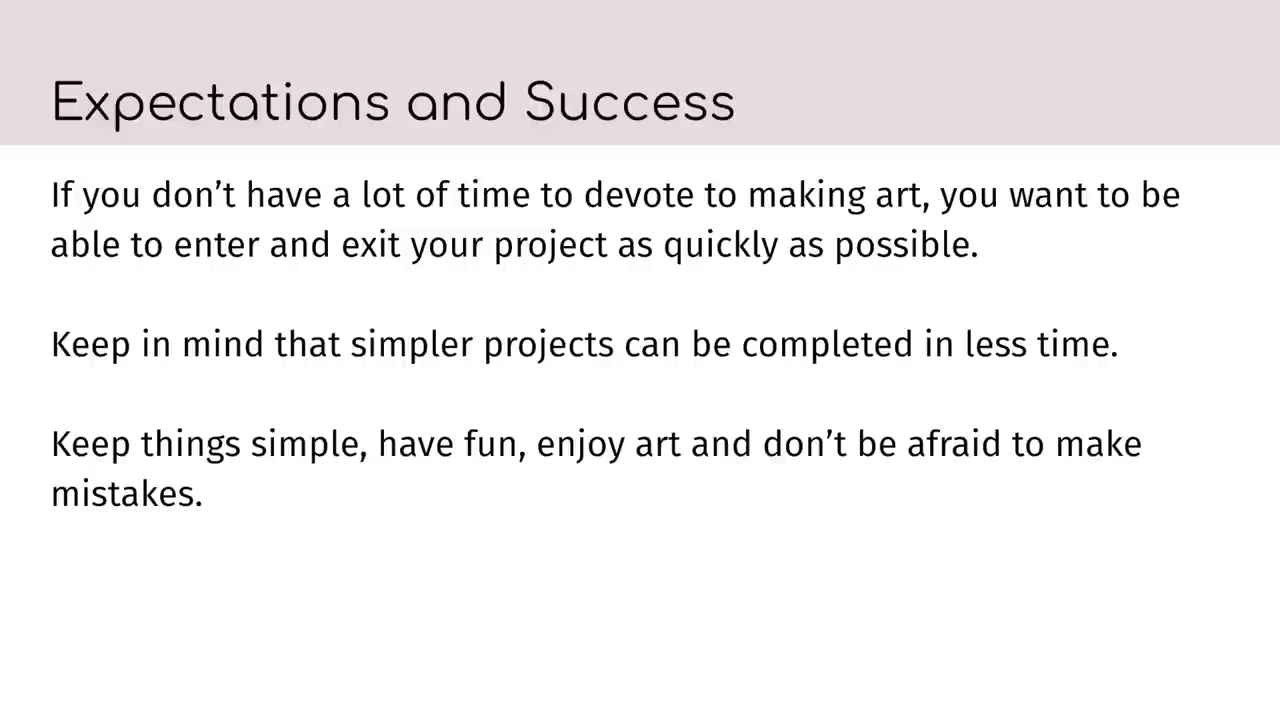 Expectations and Success
If you don’t have a lot of time to devote to making art, you want to be
able to enter and exit your project as quickly as possible.
Keep in mind that simpler projects can be completed in less time.
Keep things simple, have fun, enjoy art and don’t be afraid to make
mistakes.